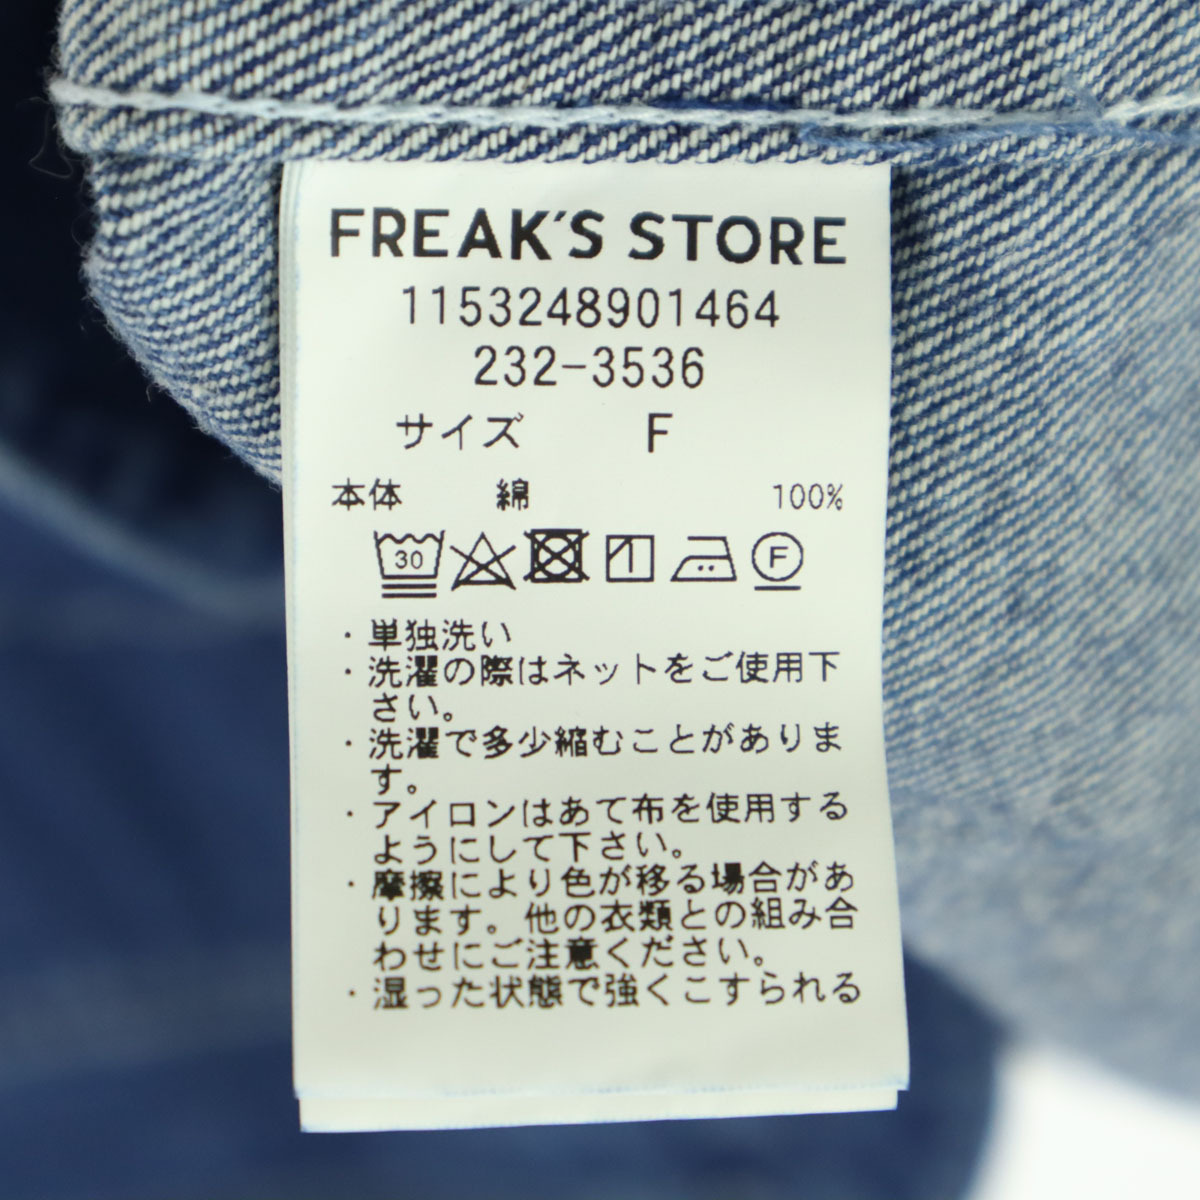 FREAK'S STORE
1153248901464
232-3536
サイズ F
本体 綿 100%
30 F
・単独洗い
・洗濯の際はネットをご使用下
さい。
・洗濯で多少縮むことがありま
す。
・アイロンはあて布を使用する
ようにして下さい。
・摩擦により色が移る場合があ
ります。他の衣類との組み合
わせにご注意ください。
・湿った状態で強くこすられる